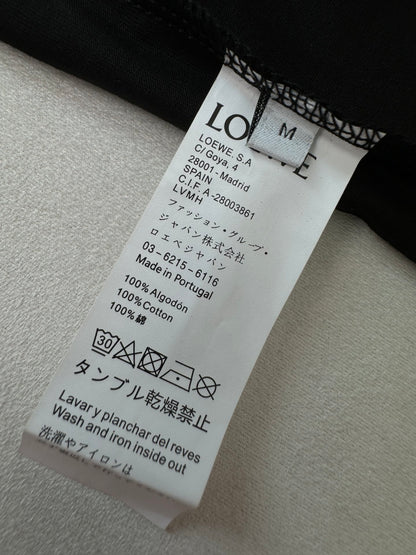 LOEWE
M
LOEWE, S.A
C/ Goya, 4
28001 - Madrid
SPAIN
C.I.F. A -28003861
LVMH
ファッション・グループ・
ジャパン株式会社
ロエベジャパン
03-6215-6116
Made in Portugal
100% Algodón
100% Cotton
100% 綿
30
タンブル乾燥禁止
Lavar y planchar del reves
Wash and iron inside out
洗濯やアイロンは